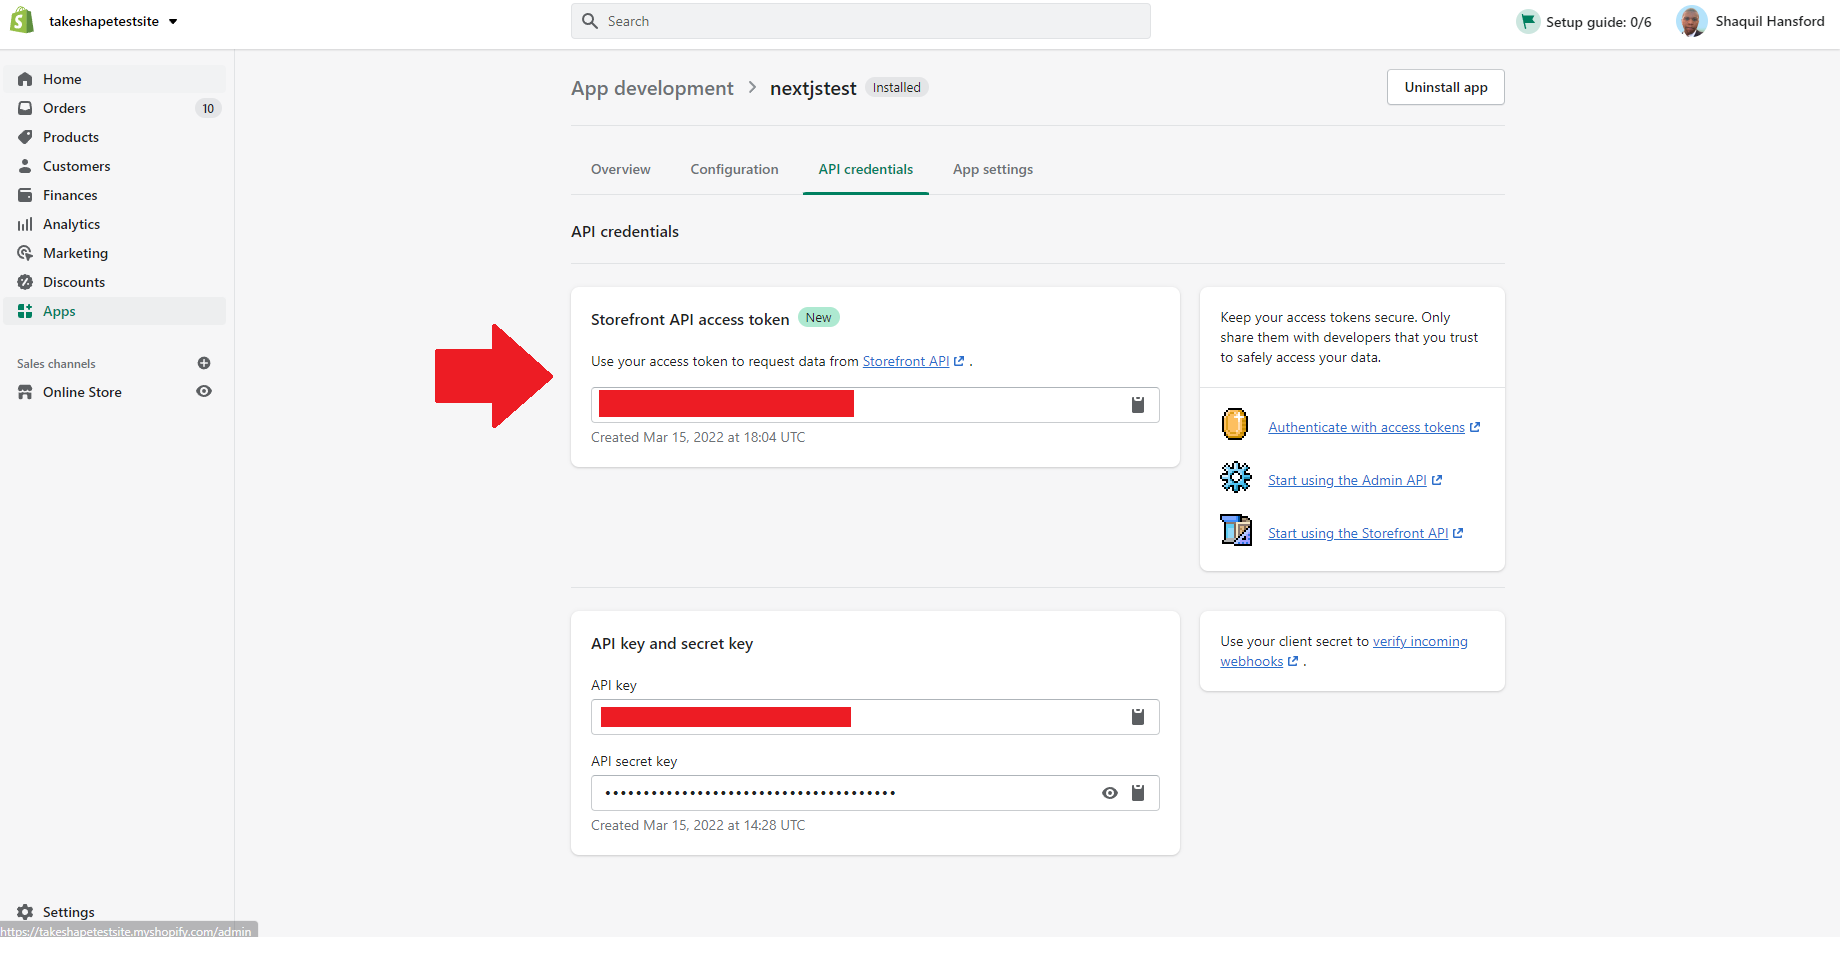 takeshapetestsite
Search
Setup guide: 0/6
Shaquil Hansford
Home
Orders 10
Products
Customers
Finances
Analytics
Marketing
Discounts
Apps
Sales channels
Online Store
Settings
https://takeshapetestsite.myshopify.com/admin
App development > nextjstest Installed
Uninstall app
Overview Configuration API credentials App settings
API credentials
Storefront API access token New
Use your access token to request data from Storefront API .
Created Mar 15, 2022 at 18:04 UTC
Keep your access tokens secure. Only
share them with developers that you trust
to safely access your data.
Authenticate with access tokens
Start using the Admin API
Start using the Storefront API
API key and secret key
API key
API secret key
••••••••••••••••••••••••••••••••••••••
Created Mar 15, 2022 at 14:28 UTC
Use your client secret to verify incoming
webhooks .